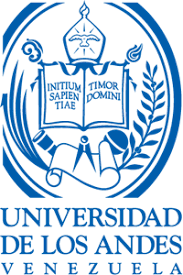 INITIUM TIMOR
SAPIEN DOMINI
TIAE
UNIVERSIDAD
DE LOS ANDES
VENEZUELA